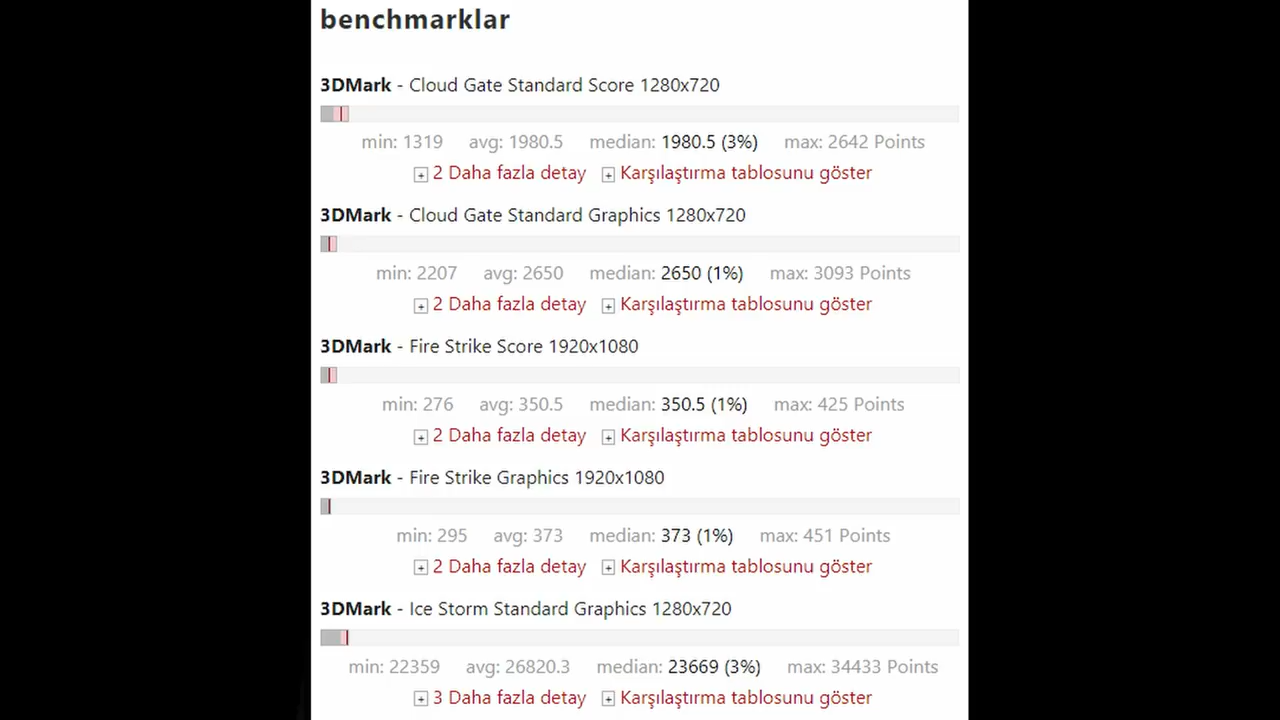 benchmarklar
3DMark - Cloud Gate Standard Score 1280x720
min: 1319 avg: 1980.5 median: 1980.5 (3%) max: 2642 Points
+ 2 Daha fazla detay + Karşılaştırma tablosunu göster
3DMark - Cloud Gate Standard Graphics 1280x720
min: 2207 avg: 2650 median: 2650 (1%) max: 3093 Points
+ 2 Daha fazla detay + Karşılaştırma tablosunu göster
3DMark - Fire Strike Score 1920x1080
min: 276 avg: 350.5 median: 350.5 (1%) max: 425 Points
+ 2 Daha fazla detay + Karşılaştırma tablosunu göster
3DMark - Fire Strike Graphics 1920x1080
min: 295 avg: 373 median: 373 (1%) max: 451 Points
+ 2 Daha fazla detay + Karşılaştırma tablosunu göster
3DMark - Ice Storm Standard Graphics 1280x720
min: 22359 avg: 26820.3 median: 23669 (3%) max: 34433 Points
+ 3 Daha fazla detay + Karşılaştırma tablosunu göster